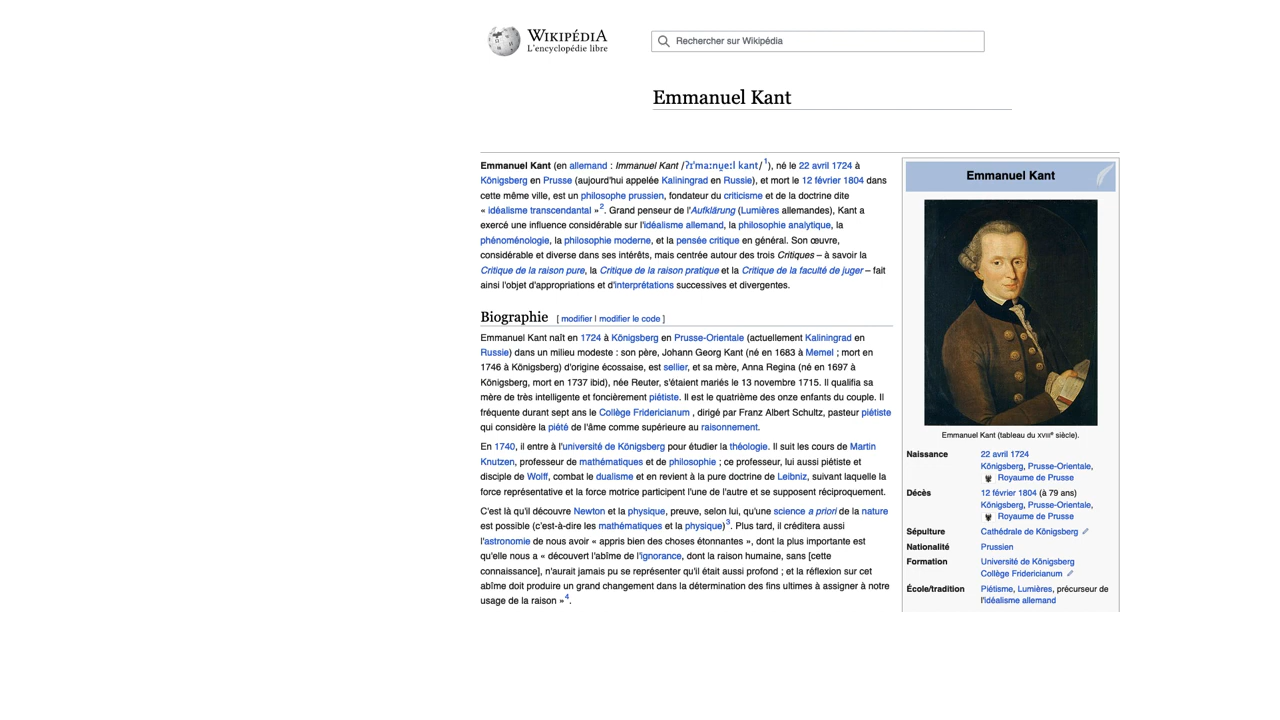 WIKIPÉDIA
L'encyclopédie libre
Rechercher sur Wikipédia
Emmanuel Kant
Emmanuel Kant (en allemand : Immanuel Kant /ʔɪˈmaːnu̯eːl kant/1), né le 22 avril 1724 à
Königsberg en Prusse (aujourd'hui appelée Kaliningrad en Russie), et mort le 12 février 1804 dans
cette même ville, est un philosophe prussien, fondateur du criticisme et de la doctrine dite
« idéalisme transcendantal »2. Grand penseur de l'Aufklärung (Lumières allemandes), Kant a
exercé une influence considérable sur l'idéalisme allemand, la philosophie analytique, la
phénoménologie, la philosophie moderne, et la pensée critique en général. Son œuvre,
considérable et diverse dans ses intérêts, mais centrée autour des trois Critiques – à savoir la
Critique de la raison pure, la Critique de la raison pratique et la Critique de la faculté de juger – fait
ainsi l'objet d'appropriations et d'interprétations successives et divergentes.
Biographie [ modifier | modifier le code ]
Emmanuel Kant naît en 1724 à Königsberg en Prusse-Orientale (actuellement Kaliningrad en
Russie) dans un milieu modeste : son père, Johann Georg Kant (né en 1683 à Memel ; mort en
1746 à Königsberg) d'origine écossaise, est sellier, et sa mère, Anna Regina (né en 1697 à
Königsberg, mort en 1737 ibid), née Reuter, s'étaient mariés le 13 novembre 1715. Il qualifia sa
mère de très intelligente et foncièrement piétiste. Il est le quatrième des onze enfants du couple. Il
fréquente durant sept ans le Collège Fridericianum , dirigé par Franz Albert Schultz, pasteur piétiste
qui considère la piété de l'âme comme supérieure au raisonnement.
En 1740, il entre à l'université de Königsberg pour étudier la théologie. Il suit les cours de Martin
Knutzen, professeur de mathématiques et de philosophie ; ce professeur, lui aussi piétiste et
disciple de Wolff, combat le dualisme et en revient à la pure doctrine de Leibniz, suivant laquelle la
force représentative et la force motrice participent l'une de l'autre et se supposent réciproquement.
C'est là qu'il découvre Newton et la physique, preuve, selon lui, qu'une science a priori de la nature
est possible (c'est-à-dire les mathématiques et la physique)3. Plus tard, il créditera aussi
l'astronomie de nous avoir « appris bien des choses étonnantes », dont la plus importante est
qu'elle nous a « découvert l'abîme de l'ignorance, dont la raison humaine, sans [cette
connaissance], n'aurait jamais pu se représenter qu'il était aussi profond ; et la réflexion sur cet
abîme doit produire un grand changement dans la détermination des fins ultimes à assigner à notre
usage de la raison »4.
Emmanuel Kant
Emmanuel Kant (tableau du XVIIIe siècle).
Naissance 22 avril 1724
Königsberg, Prusse-Orientale,
Royaume de Prusse
Décès 12 février 1804 (à 79 ans)
Königsberg, Prusse-Orientale,
Royaume de Prusse
Sépulture Cathédrale de Königsberg
Nationalité Prussien
Formation Université de Königsberg
Collège Fridericianum
École/tradition Piétisme, Lumières, précurseur de
l'idéalisme allemand